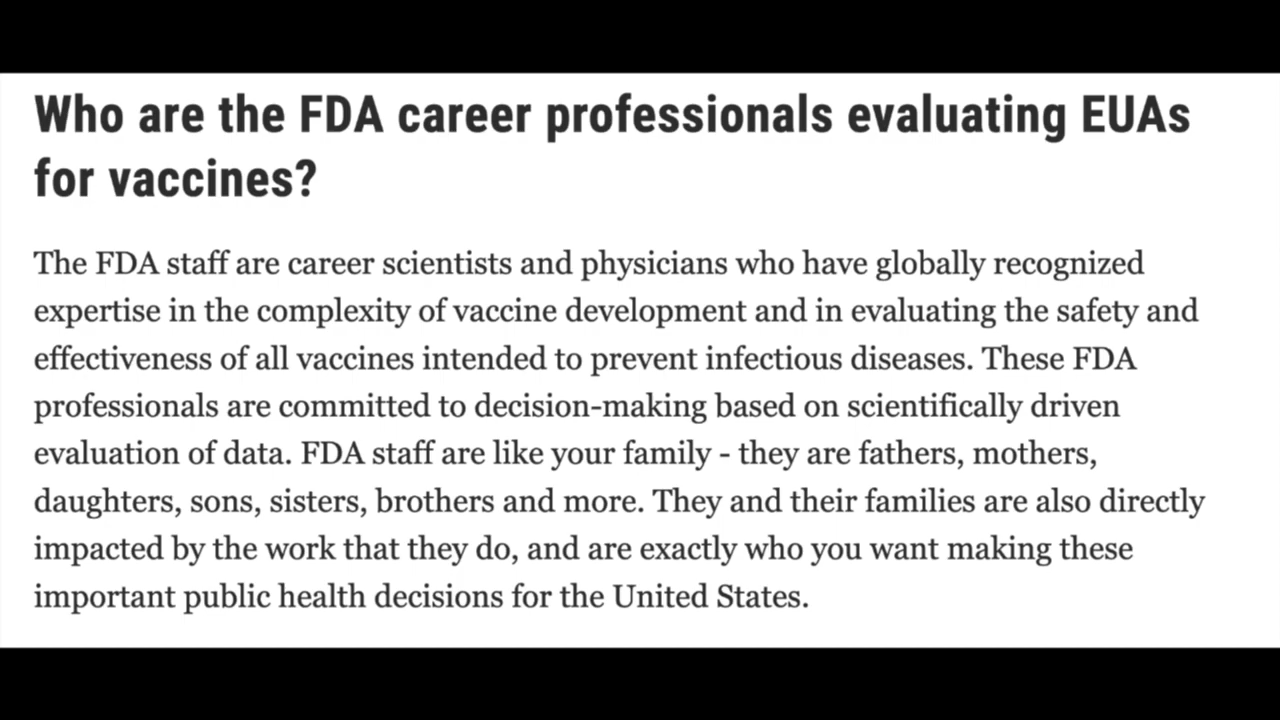 Who are the FDA career professionals evaluating EUAs
for vaccines?
The FDA staff are career scientists and physicians who have globally recognized
expertise in the complexity of vaccine development and in evaluating the safety and
effectiveness of all vaccines intended to prevent infectious diseases. These FDA
professionals are committed to decision-making based on scientifically driven
evaluation of data. FDA staff are like your family - they are fathers, mothers,
daughters, sons, sisters, brothers and more. They and their families are also directly
impacted by the work that they do, and are exactly who you want making these
important public health decisions for the United States.